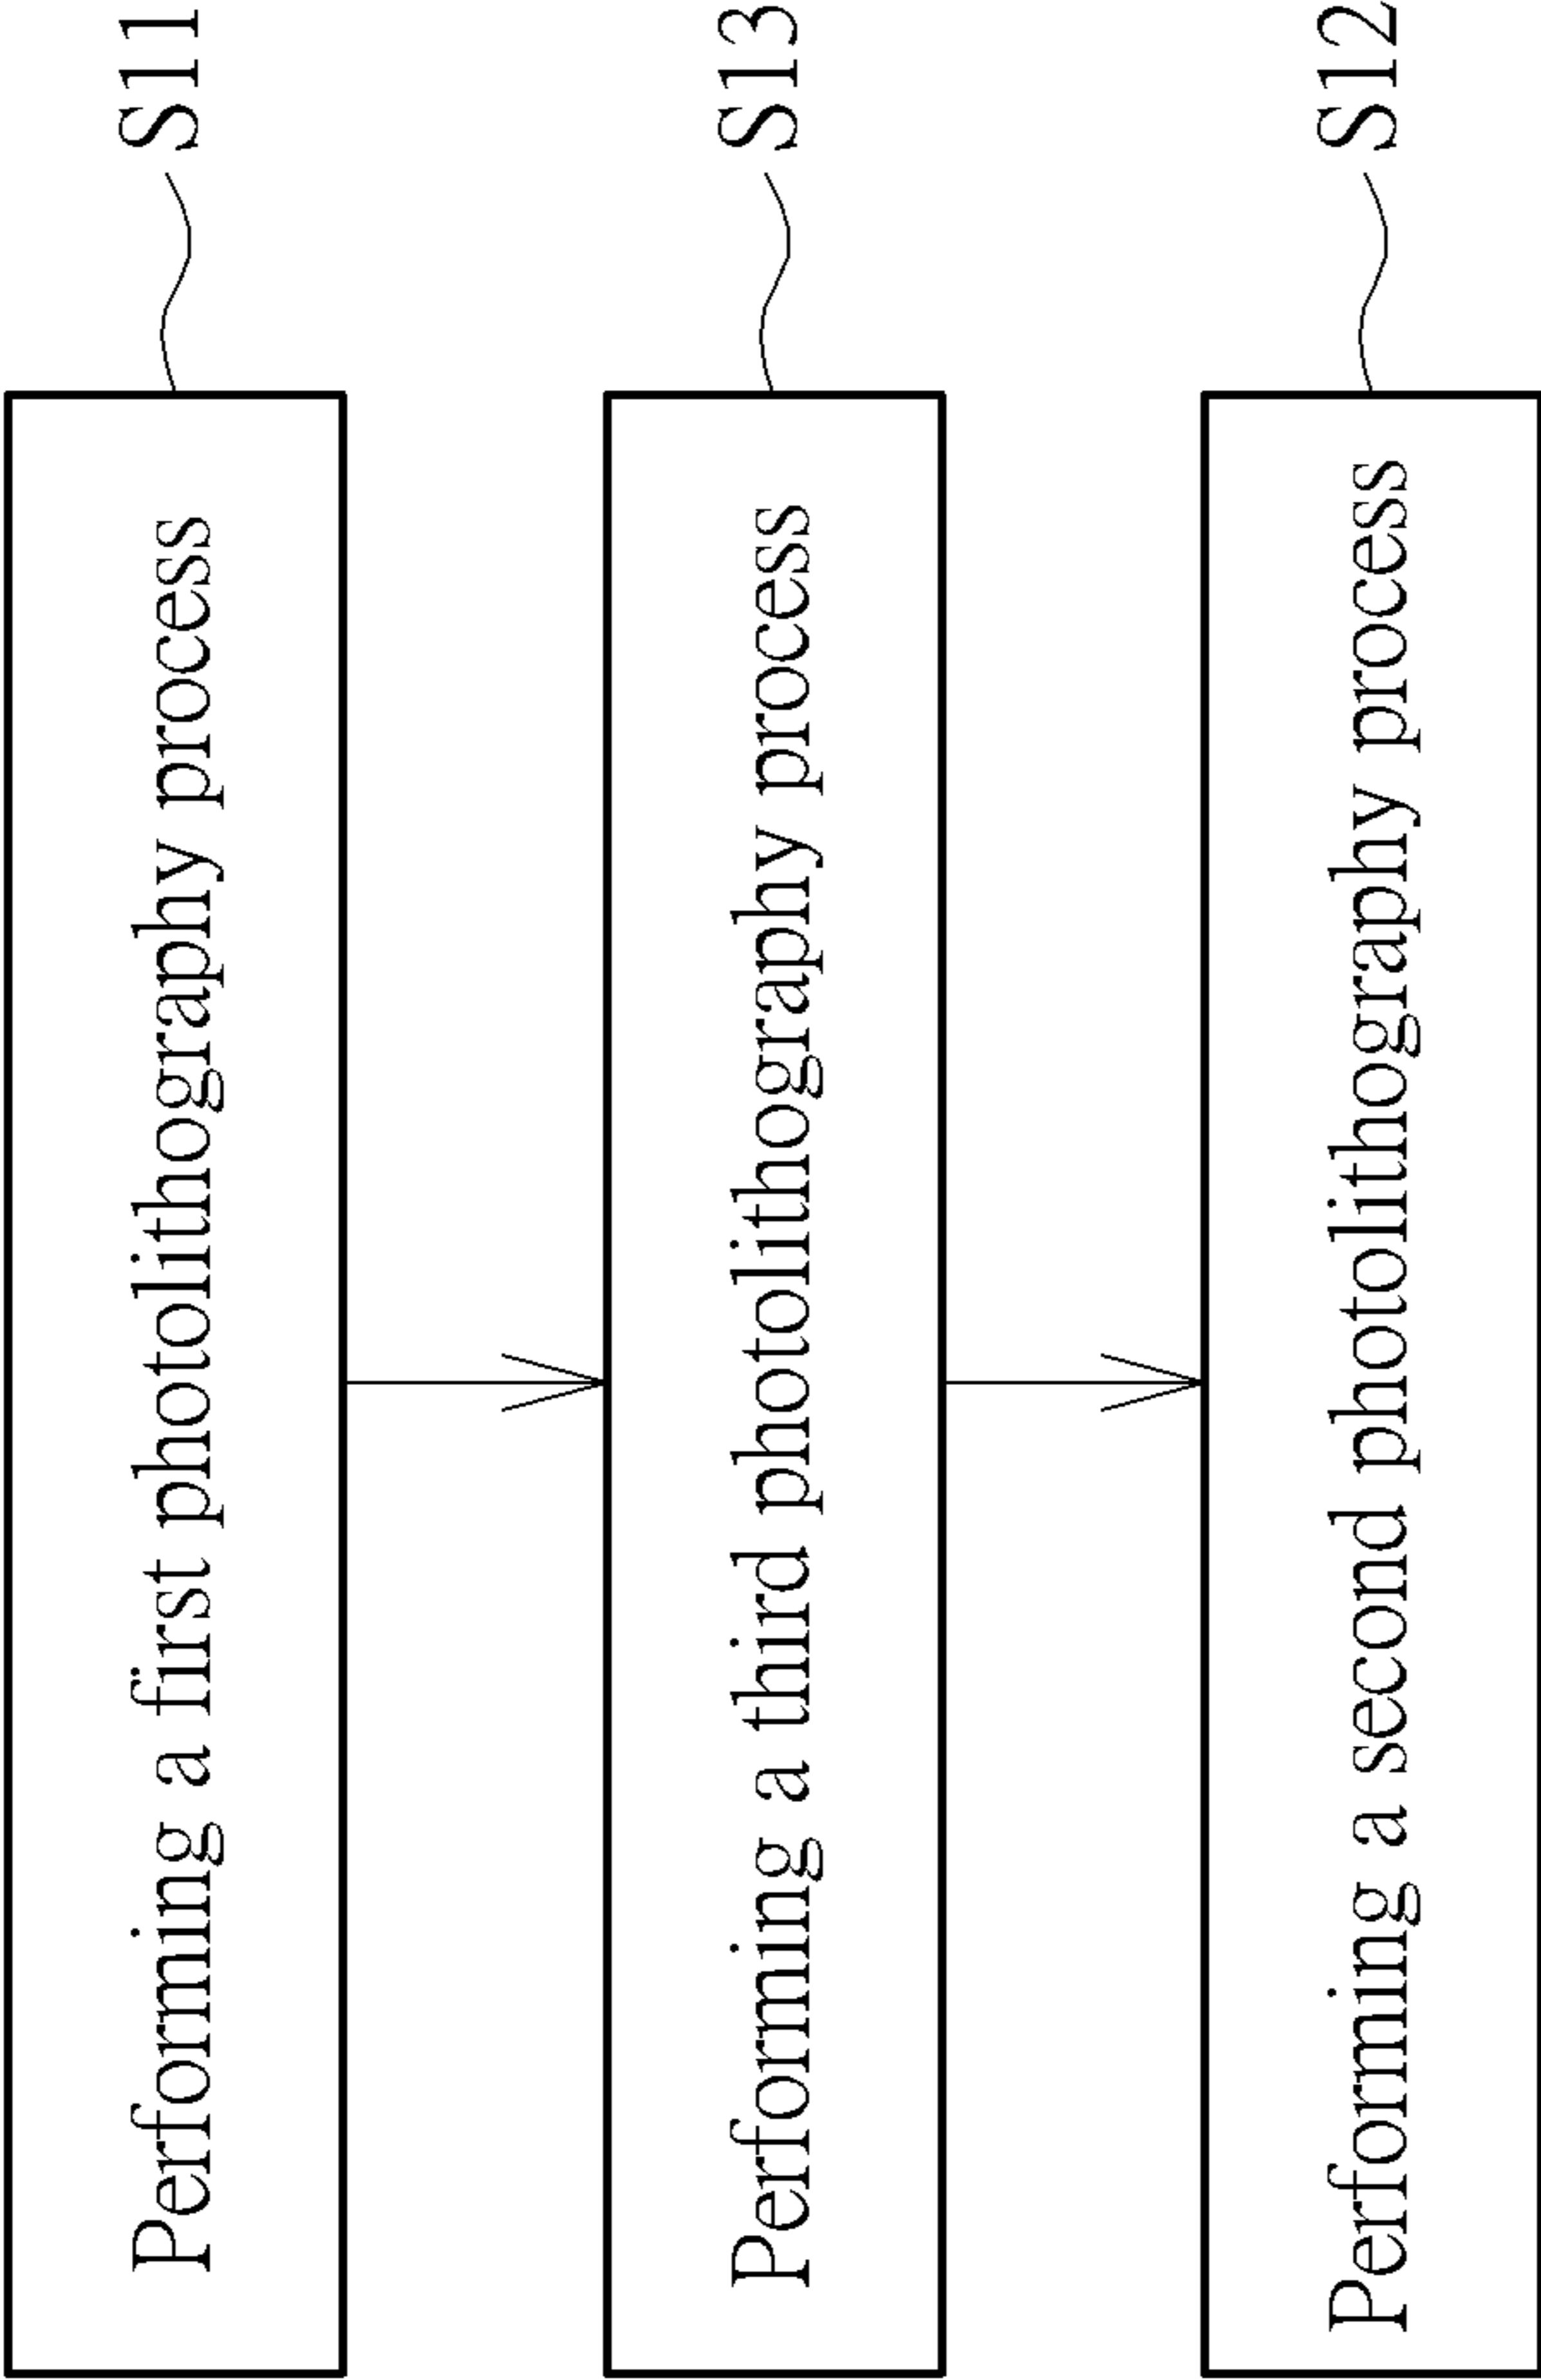 Performing a first photolithography process
S11
Performing a third photolithography process
S13
Performing a second photolithography process
S12